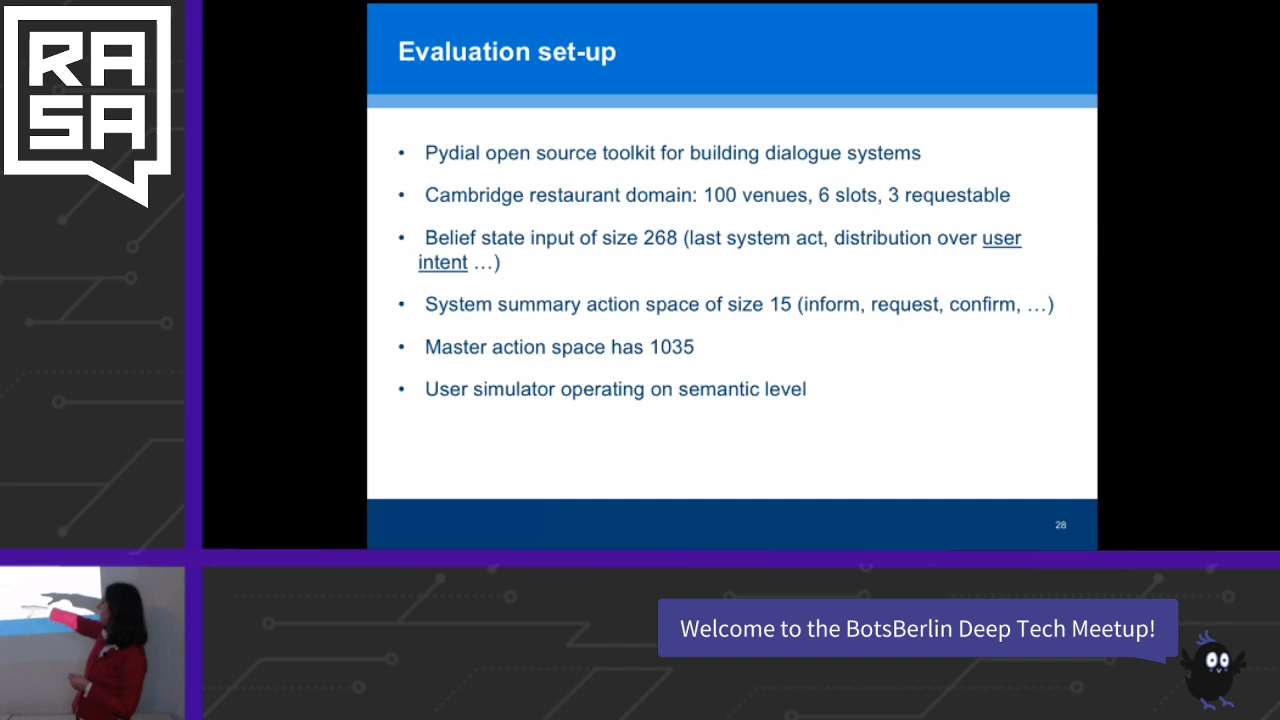 RASA
Evaluation set-up
• Pydial open source toolkit for building dialogue systems
• Cambridge restaurant domain: 100 venues, 6 slots, 3 requestable
• Belief state input of size 268 (last system act, distribution over user
intent …)
• System summary action space of size 15 (inform, request, confirm, …)
• Master action space has 1035
• User simulator operating on semantic level
28
Welcome to the BotsBerlin Deep Tech Meetup!